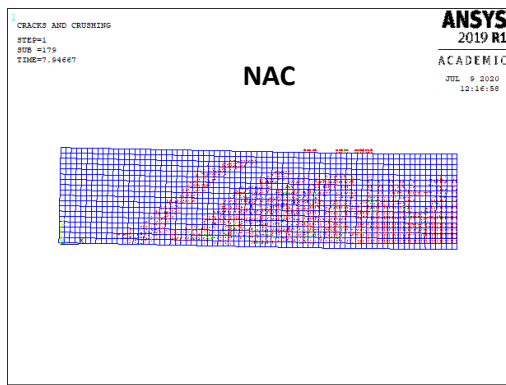 1
CRACKS AND CRUSHING
STEP=1
SUB =179
TIME=7.94667
ANSYS
2019 R1
ACADEMIC
JUL 9 2020
12:16:58
NAC